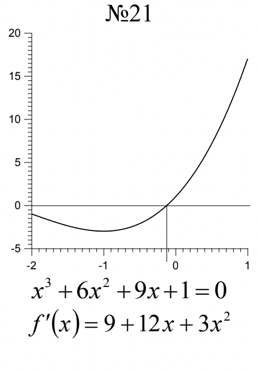 №21
20
15
10
5
0
-5
-2 -1 0 1
x³ + 6x² + 9x + 1 = 0
f′(x) = 9 + 12x + 3x²